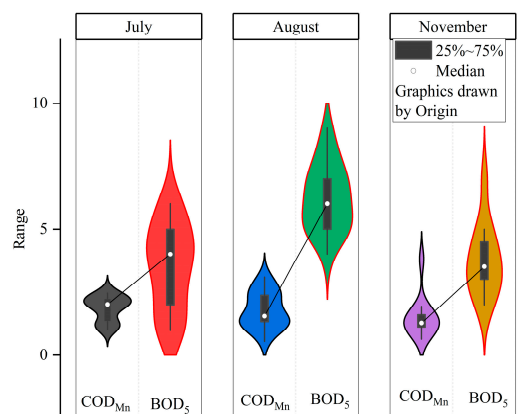 July
August
November
25%~75%
Median
Graphics drawn
by Origin
10
5
0
Range
COD_Mn BOD_5
COD_Mn BOD_5
COD_Mn BOD_5